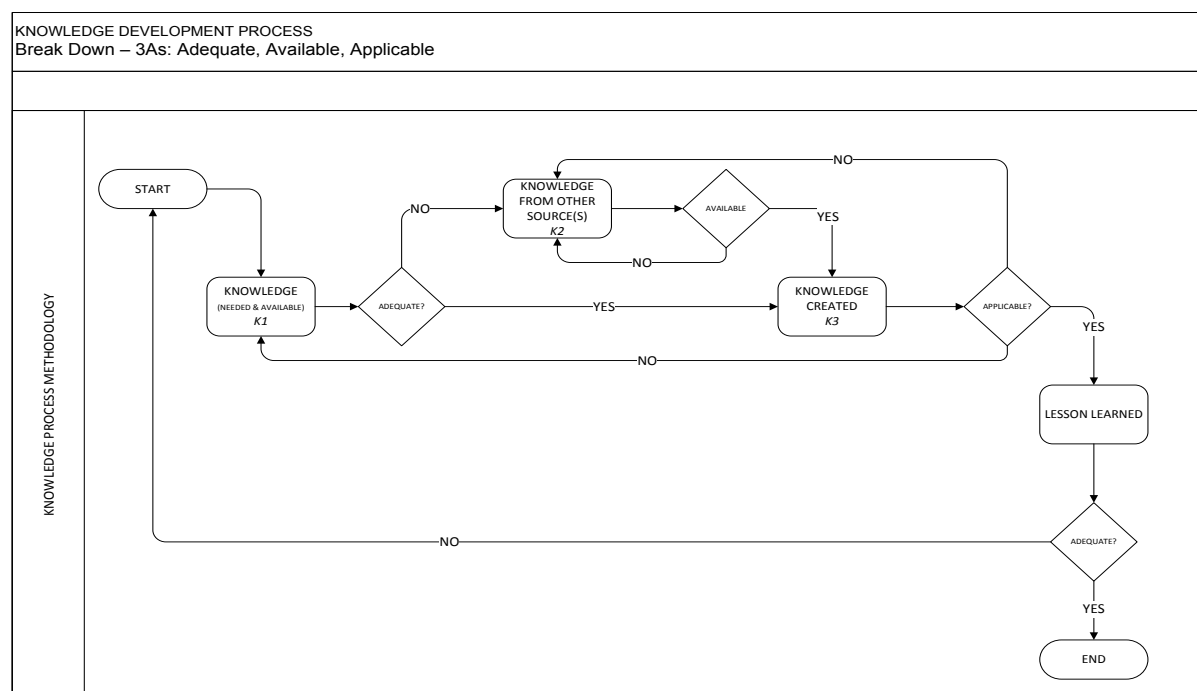 KNOWLEDGE DEVELOPMENT PROCESS
Break Down – 3As: Adequate, Available, Applicable
KNOWLEDGE PROCESS METHODOLOGY
START
NO
KNOWLEDGE
FROM OTHER
SOURCE(S)
K2
AVAILABLE
YES
NO
NO
KNOWLEDGE
(NEEDED & AVAILABLE)
K1
ADEQUATE?
YES
KNOWLEDGE
CREATED
K3
APPLICABLE?
YES
NO
LESSON LEARNED
ADEQUATE?
NO
YES
END